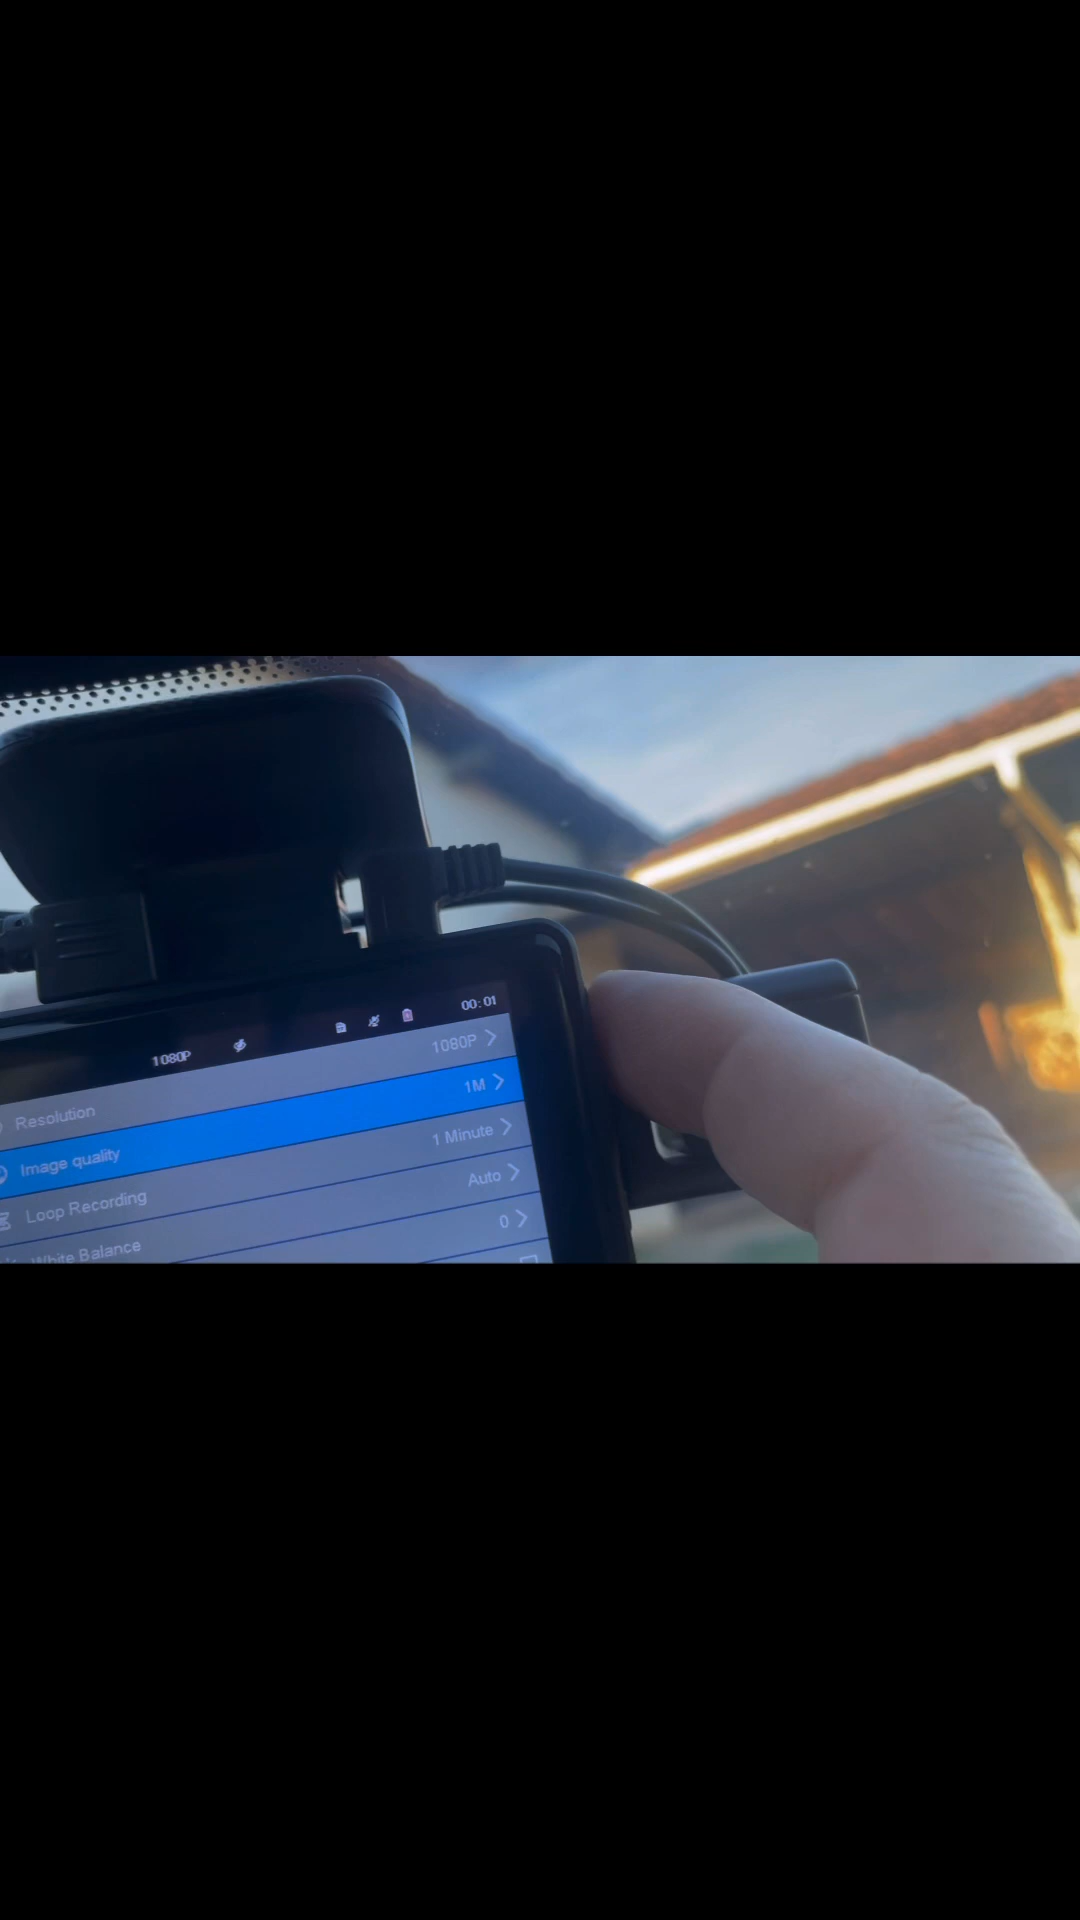 1080P 00:01
Resolution 1080P
Image quality 1M
Loop Recording 1 Minute
White Balance Auto
0